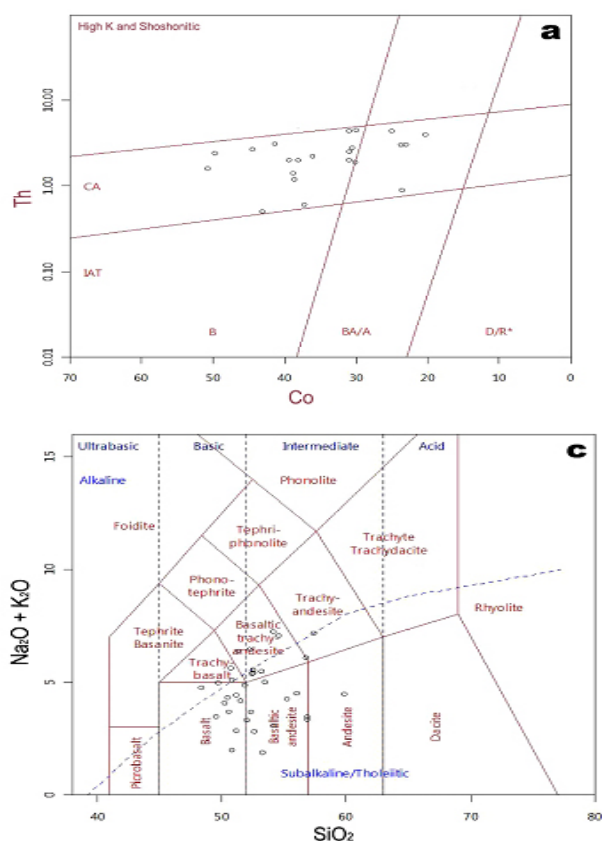 High K and Shoshonitic
a
10.00
1.00
0.10
0.01
Th
CA
IAT
B
BA/A
D/R*
70
60
50
40
30
20
10
0
Co
c
Ultrabasic
Basic
Intermediate
Acid
Alkaline
Phonolite
Foidite
Tephri-
phonolite
Trachyte
Trachydacite
Phono-
tephrite
Trachy-
andesite
Rhyolite
Tephrite
Basanite
Basaltic
trachy
andesite
Trachy
basalt
Picrobasalt
Basalt
Basaltic
andesite
Andesite
Dacite
Subalkaline/Tholeiitic
15
10
5
0
Na₂O + K₂O
40
50
60
70
80
SiO₂